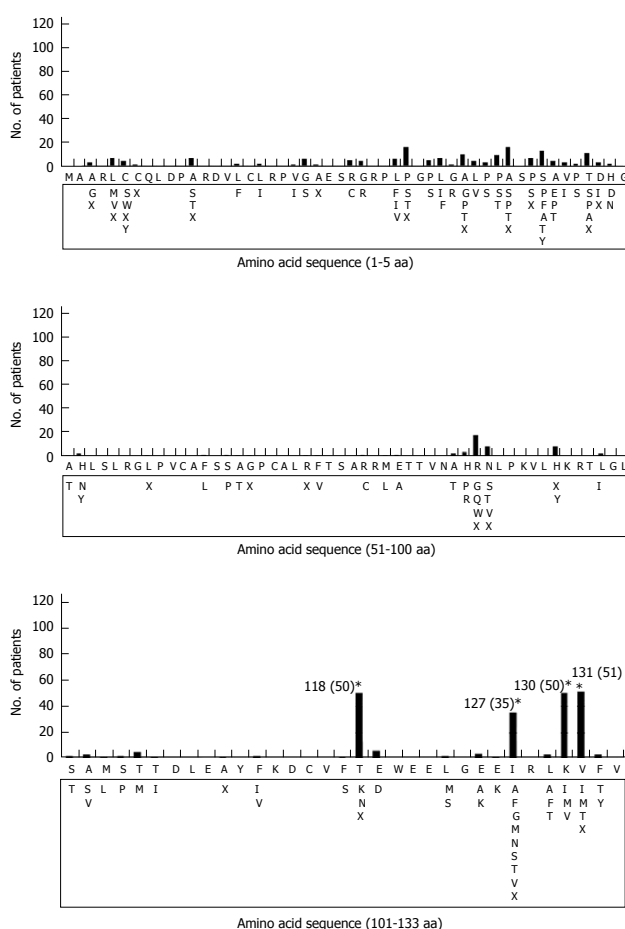 120
100
80
60
40
20
0
No. of patients
M A A R L C C Q L D P A R D V L C L R P V G A E S R G R P L P G P L G A L P P A S P S A V P T D H G
G M S X S F I I S X C R F S S I R G V S S S S P E I S S I D
X V W T I T F P T P X F P P X N
X X X V X T T A A
Y X X T X
Y
Amino acid sequence (1-5 aa)
120
100
80
60
40
20
0
No. of patients
A H L S L R G L P V C A F S S A G P C A L R F T S A R R M E T T V N A H R N L P K V L H K R T L G L
T N X L P T X X V C L A T P G S X I
Y R Q T Y
W V
X X
Amino acid sequence (51-100 aa)
120
100
80
60
40
20
0
No. of patients
118 (50)* 127 (35)* 130 (50)* 131 (51)
*
S A M S T T D L E A Y F K D C V F T E W E E L G E E I R L K V F V
T S L P M I X I S K D M A K A A I I T
V V N S K F F M M Y
X G T V T
M X
N
S
T
V
X
Amino acid sequence (101-133 aa)